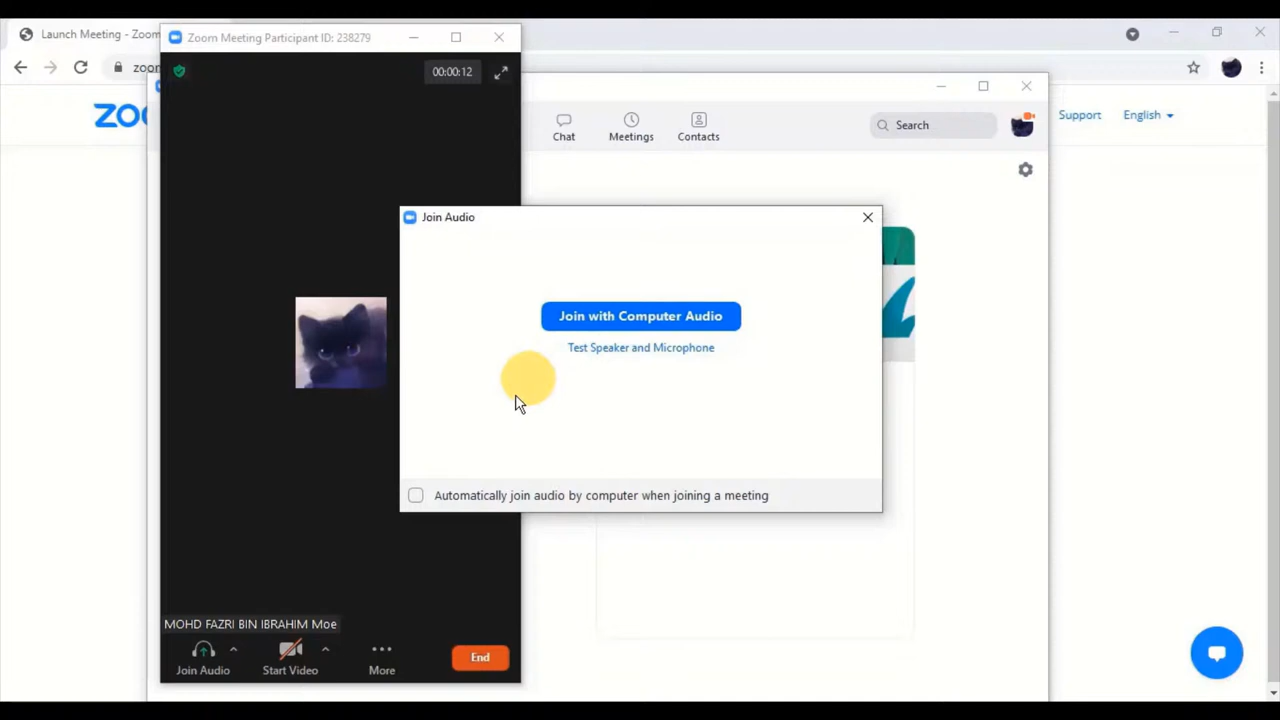 Launch Meeting - Zoom
Zoom Meeting Participant ID: 238279
00:00:12
Chat
Meetings
Contacts
Search
Support
English
Join Audio
Join with Computer Audio
Test Speaker and Microphone
Automatically join audio by computer when joining a meeting
MOHD FAZRI BIN IBRAHIM Moe
Join Audio
Start Video
More
End